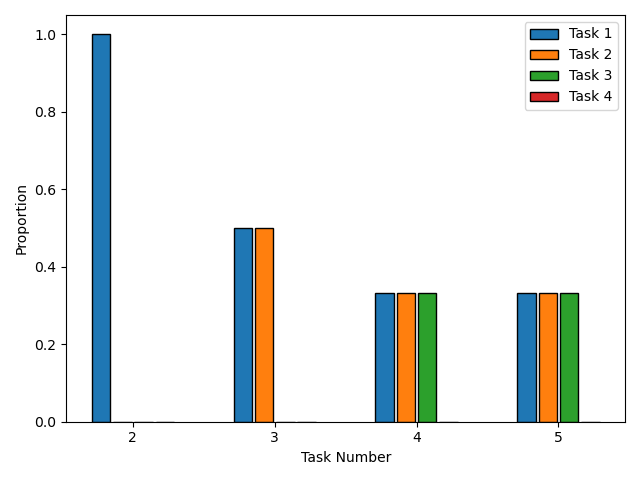 1.0
0.8
0.6
0.4
0.2
0.0
Proportion
2 3 4 5
Task Number
Task 1
Task 2
Task 3
Task 4